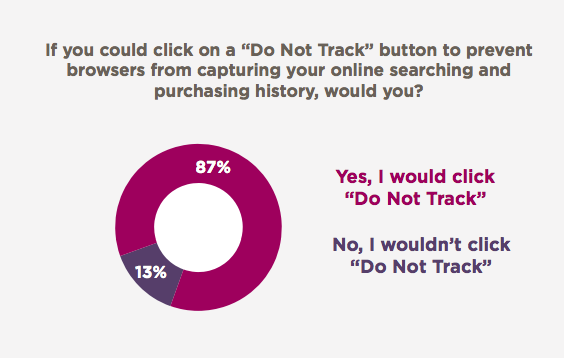 If you could click on a “Do Not Track” button to prevent
browsers from capturing your online searching and
purchasing history, would you?
87%
Yes, I would click
“Do Not Track”
No, I wouldn’t click
“Do Not Track”
13%